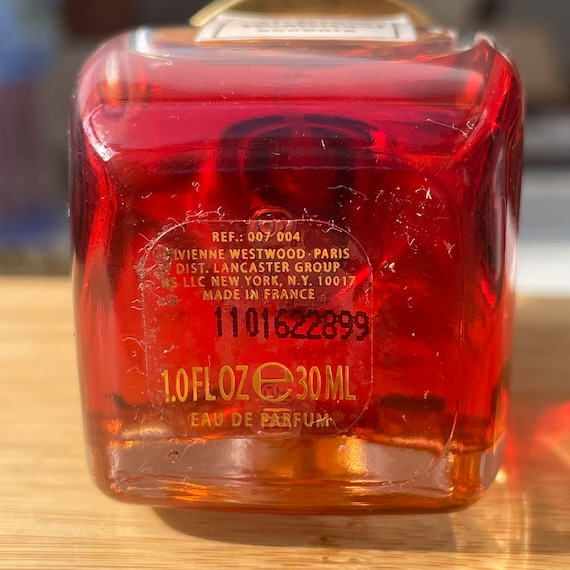 REF.: 007 004
VIVIENNE WESTWOOD - PARIS
DIST. LANCASTER GROUP
US LLC NEW YORK, N.Y. 10017
MADE IN FRANCE
1101622899
1.0 FL OZ e 30 ML
EAU DE PARFUM